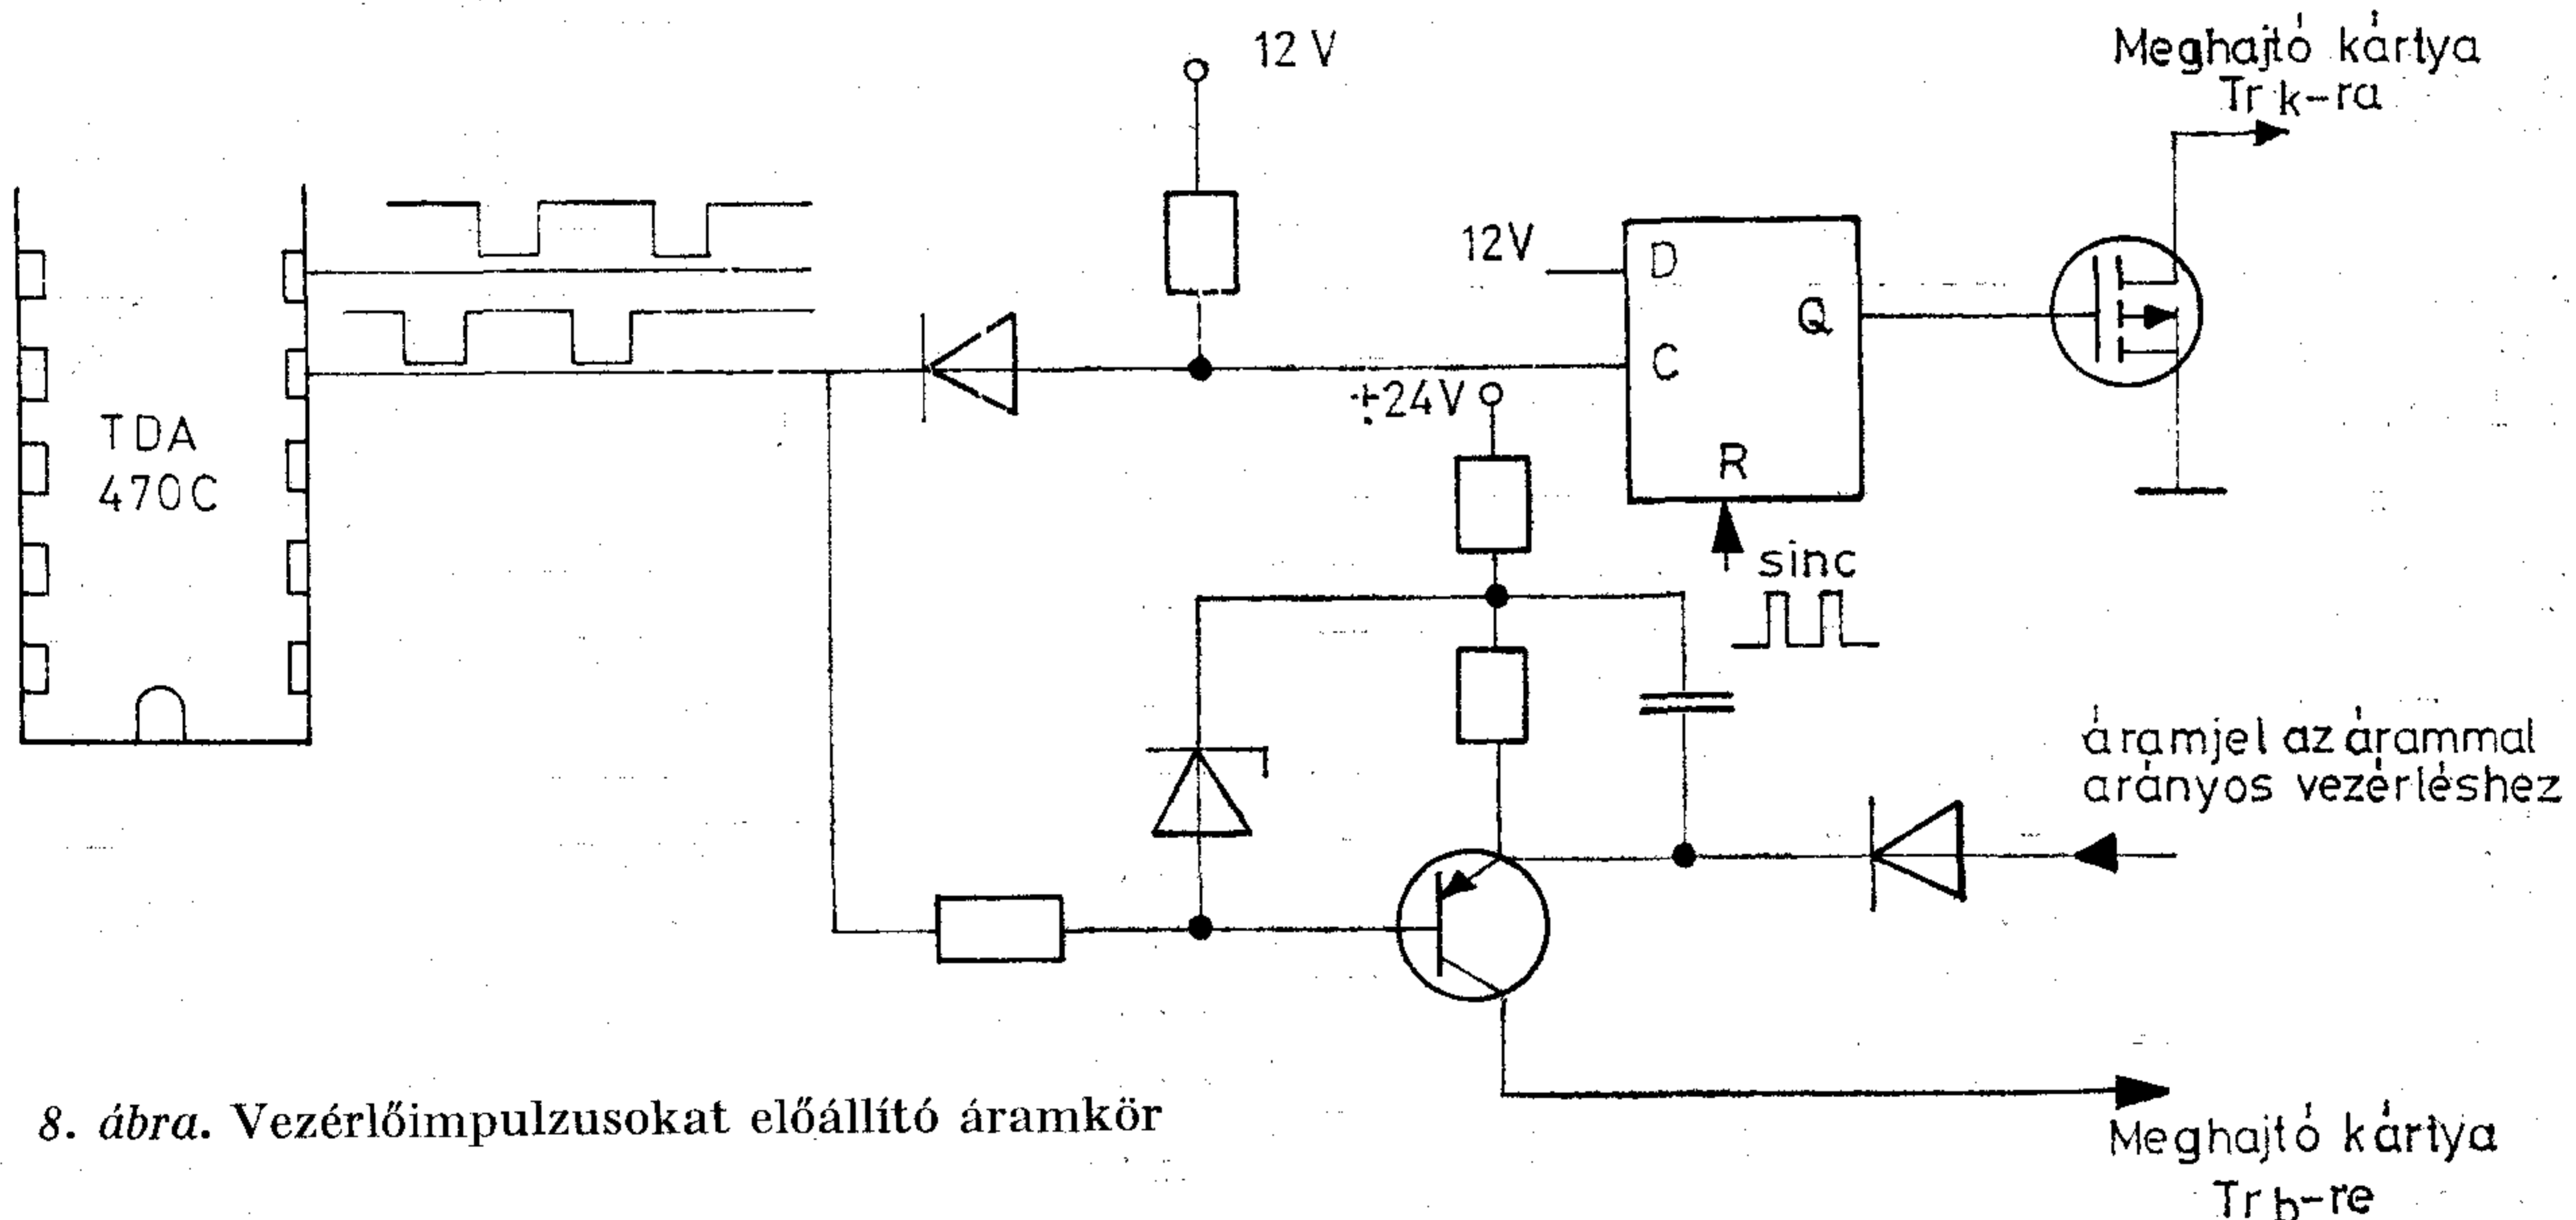 12 V
Meghajtó kártya
Tr k-ra
12V
D
Q
C
+24V
TDA
470C
R
sinc
áramjel az árammal
arányos vezérléshez
8. ábra. Vezérlőimpulzusokat előállító áramkör
Meghajtó kártya
Tr b-re